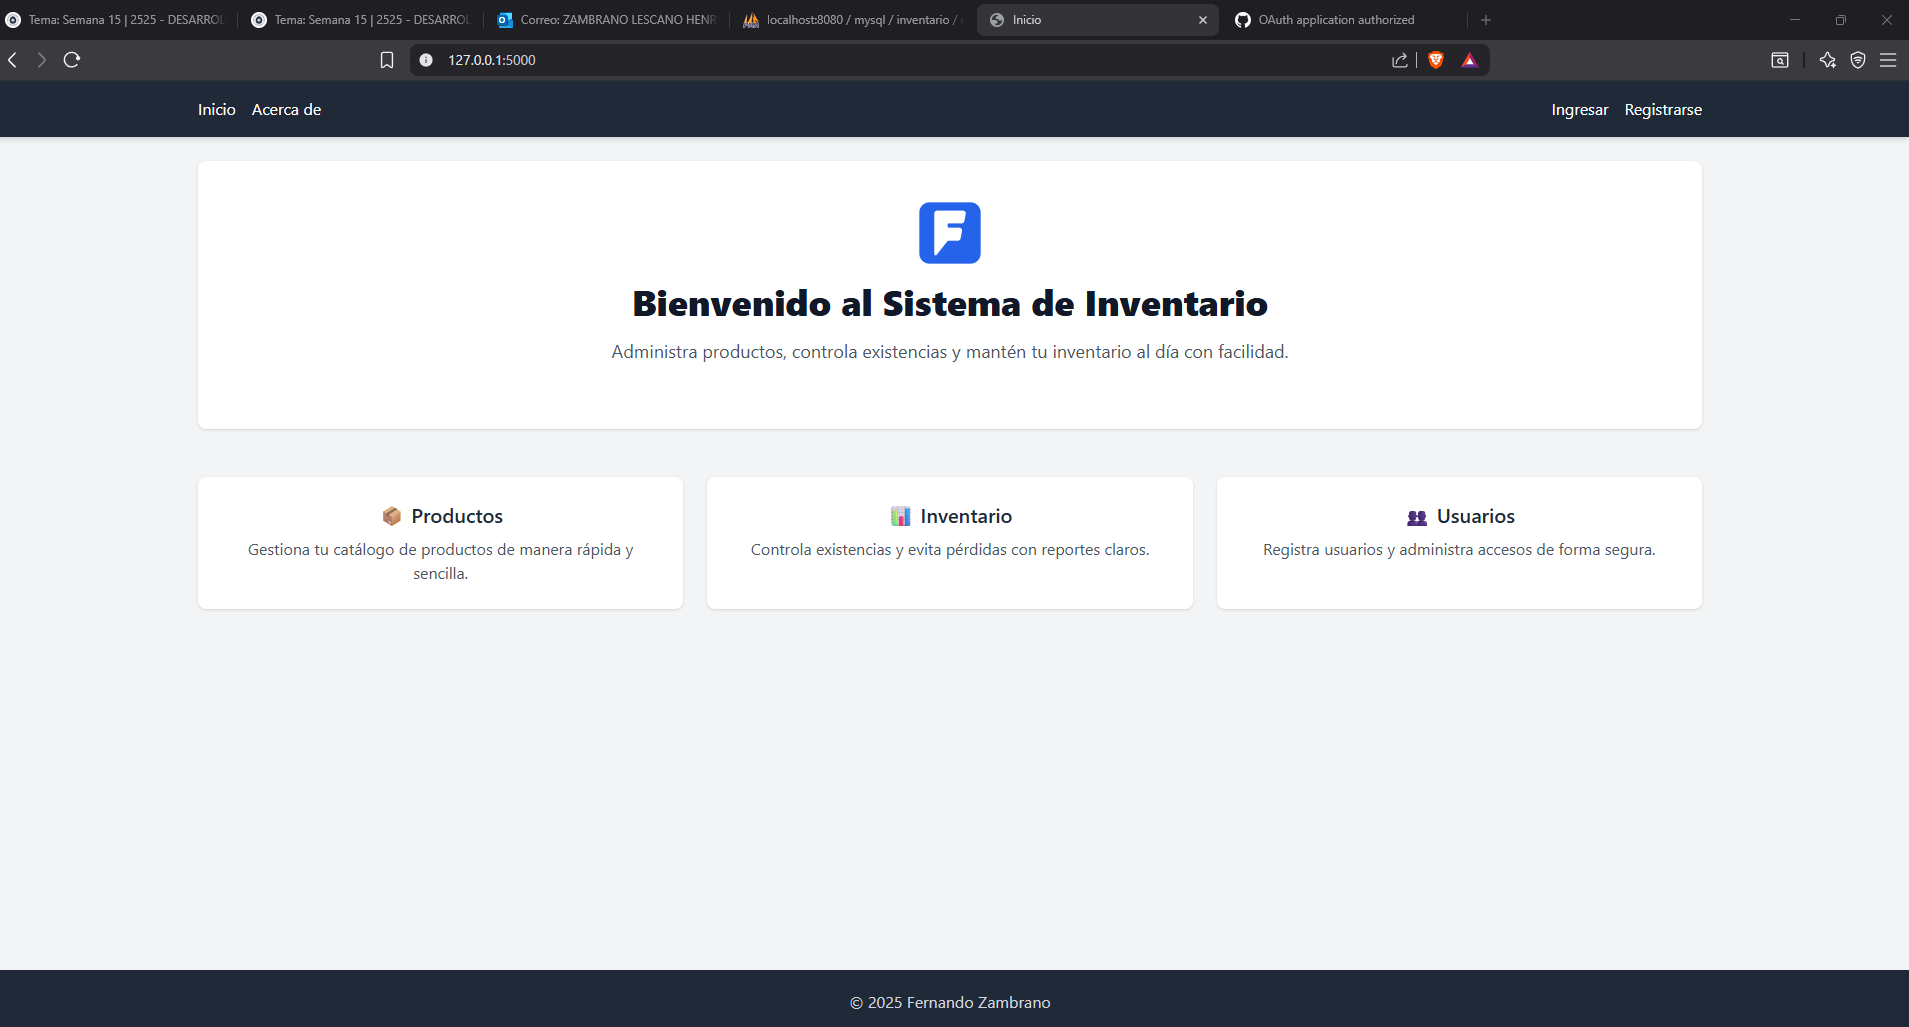 Tema: Semana 15 | 2525 - DESARROL
Tema: Semana 15 | 2525 - DESARROL
Correo: ZAMBRANO LESCANO HENR
localhost:8080 / mysql / inventario /
Inicio
OAuth application authorized
127.0.0.1:5000
Inicio
Acerca de
Ingresar
Registrarse
F
Bienvenido al Sistema de Inventario
Administra productos, controla existencias y mantén tu inventario al día con facilidad.
Productos
Gestiona tu catálogo de productos de manera rápida y
sencilla.
Inventario
Controla existencias y evita pérdidas con reportes claros.
Usuarios
Registra usuarios y administra accesos de forma segura.
© 2025 Fernando Zambrano